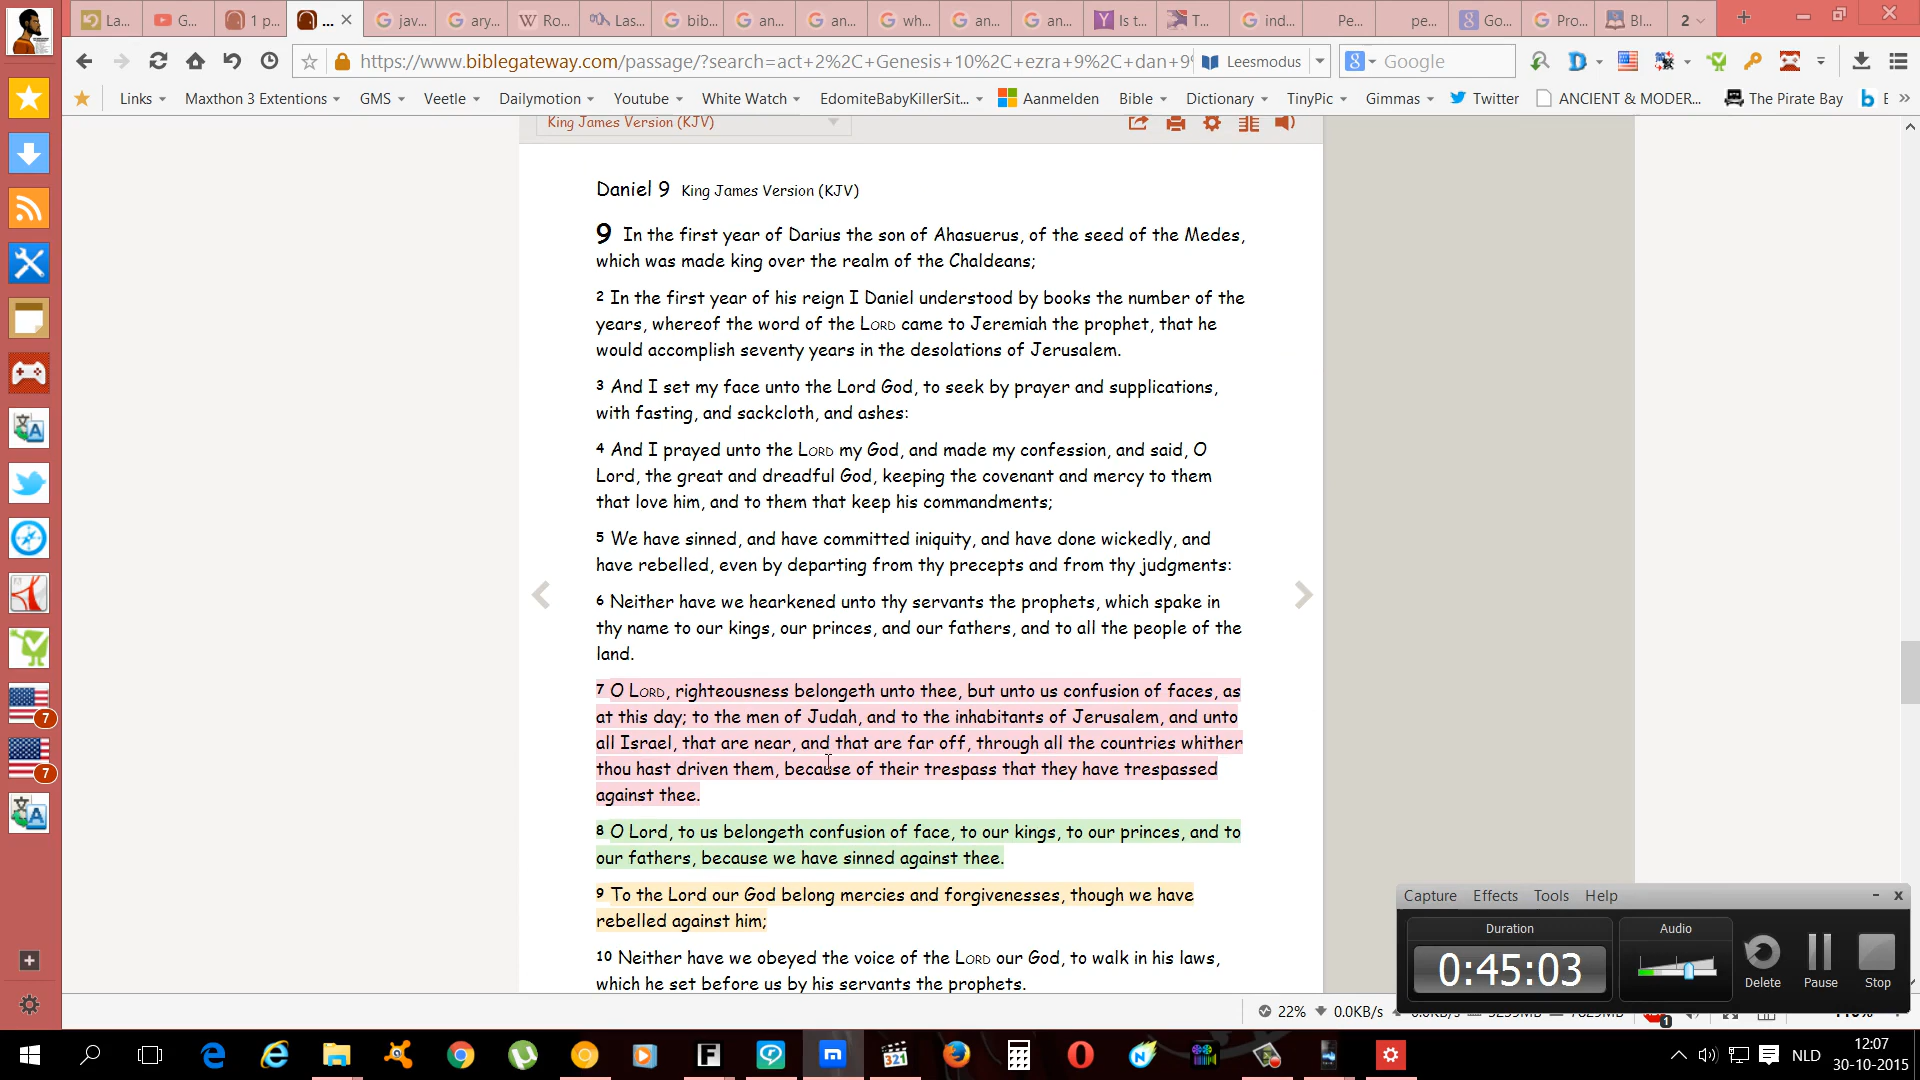 La...
G...
1 p...
...
jav...
ary...
Ro...
Las...
bib...
an...
an...
wh...
an...
an...
Is t...
T...
ind...
Pe...
pe...
Go...
Pro...
Bl...
2
https://www.biblegateway.com/passage/?search=act+2%2C+Genesis+10%2C+ezra+9%2C+dan+9
Leesmodus
Google
Links
Maxthon 3 Extentions
GMS
Veetle
Dailymotion
Youtube
White Watch
EdomiteBabyKillerSit...
Aanmelden
Bible
Dictionary
TinyPic
Gimmas
Twitter
ANCIENT & MODER...
The Pirate Bay
King James Version (KJV)
Daniel 9 King James Version (KJV)
9 In the first year of Darius the son of Ahasuerus, of the seed of the Medes,
which was made king over the realm of the Chaldeans;
2 In the first year of his reign I Daniel understood by books the number of the
years, whereof the word of the LORD came to Jeremiah the prophet, that he
would accomplish seventy years in the desolations of Jerusalem.
3 And I set my face unto the Lord God, to seek by prayer and supplications,
with fasting, and sackcloth, and ashes:
4 And I prayed unto the LORD my God, and made my confession, and said, O
Lord, the great and dreadful God, keeping the covenant and mercy to them
that love him, and to them that keep his commandments;
5 We have sinned, and have committed iniquity, and have done wickedly, and
have rebelled, even by departing from thy precepts and from thy judgments:
6 Neither have we hearkened unto thy servants the prophets, which spake in
thy name to our kings, our princes, and our fathers, and to all the people of the
land.
7 O LORD, righteousness belongeth unto thee, but unto us confusion of faces, as
at this day; to the men of Judah, and to the inhabitants of Jerusalem, and unto
all Israel, that are near, and that are far off, through all the countries whither
thou hast driven them, because of their trespass that they have trespassed
against thee.
8 O Lord, to us belongeth confusion of face, to our kings, to our princes, and to
our fathers, because we have sinned against thee.
9 To the Lord our God belong mercies and forgivenesses, though we have
rebelled against him;
10 Neither have we obeyed the voice of the LORD our God, to walk in his laws,
which he set before us by his servants the prophets.
7
7
Capture Effects Tools Help
Duration
Audio
0:45:03
Delete
Pause
Stop
22%
0.0KB/s
1
321
NLD
12:07
30-10-2015